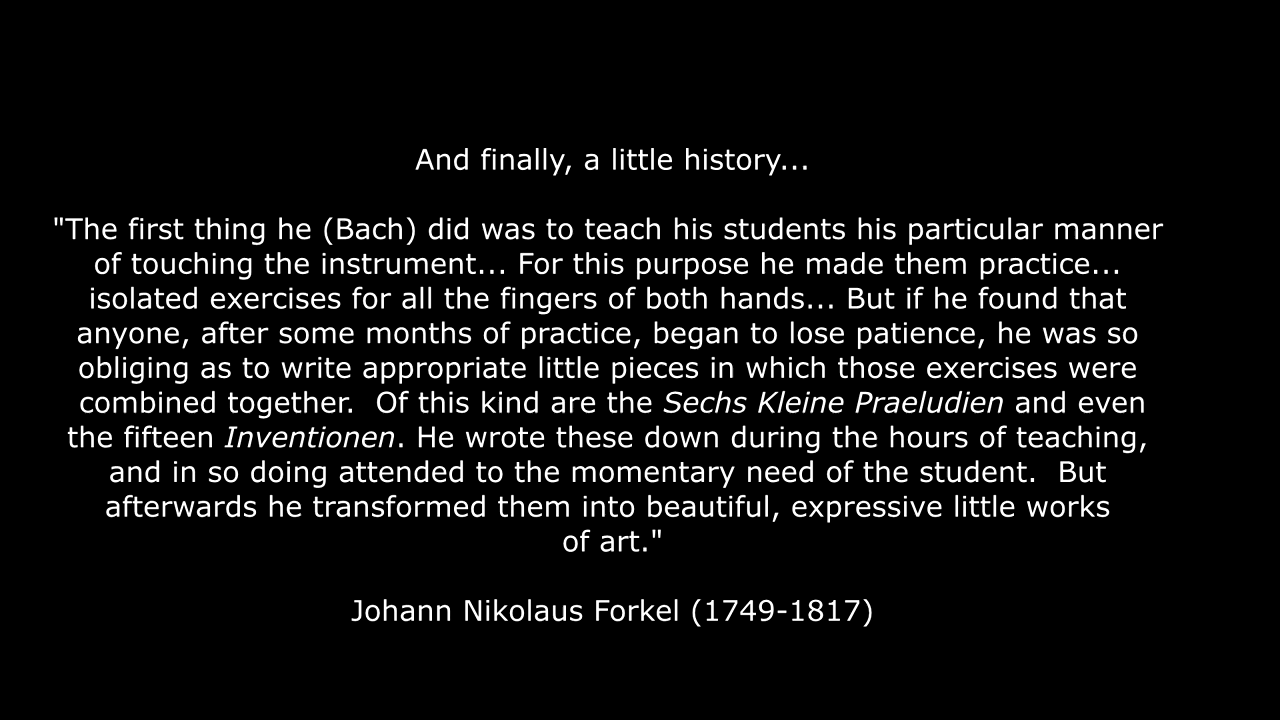 And finally, a little history...
"The first thing he (Bach) did was to teach his students his particular manner
of touching the instrument... For this purpose he made them practice...
isolated exercises for all the fingers of both hands... But if he found that
anyone, after some months of practice, began to lose patience, he was so
obliging as to write appropriate little pieces in which those exercises were
combined together.  Of this kind are the Sechs Kleine Praeludien and even
the fifteen Inventionen. He wrote these down during the hours of teaching,
and in so doing attended to the momentary need of the student.  But
afterwards he transformed them into beautiful, expressive little works
of art."
Johann Nikolaus Forkel (1749-1817)